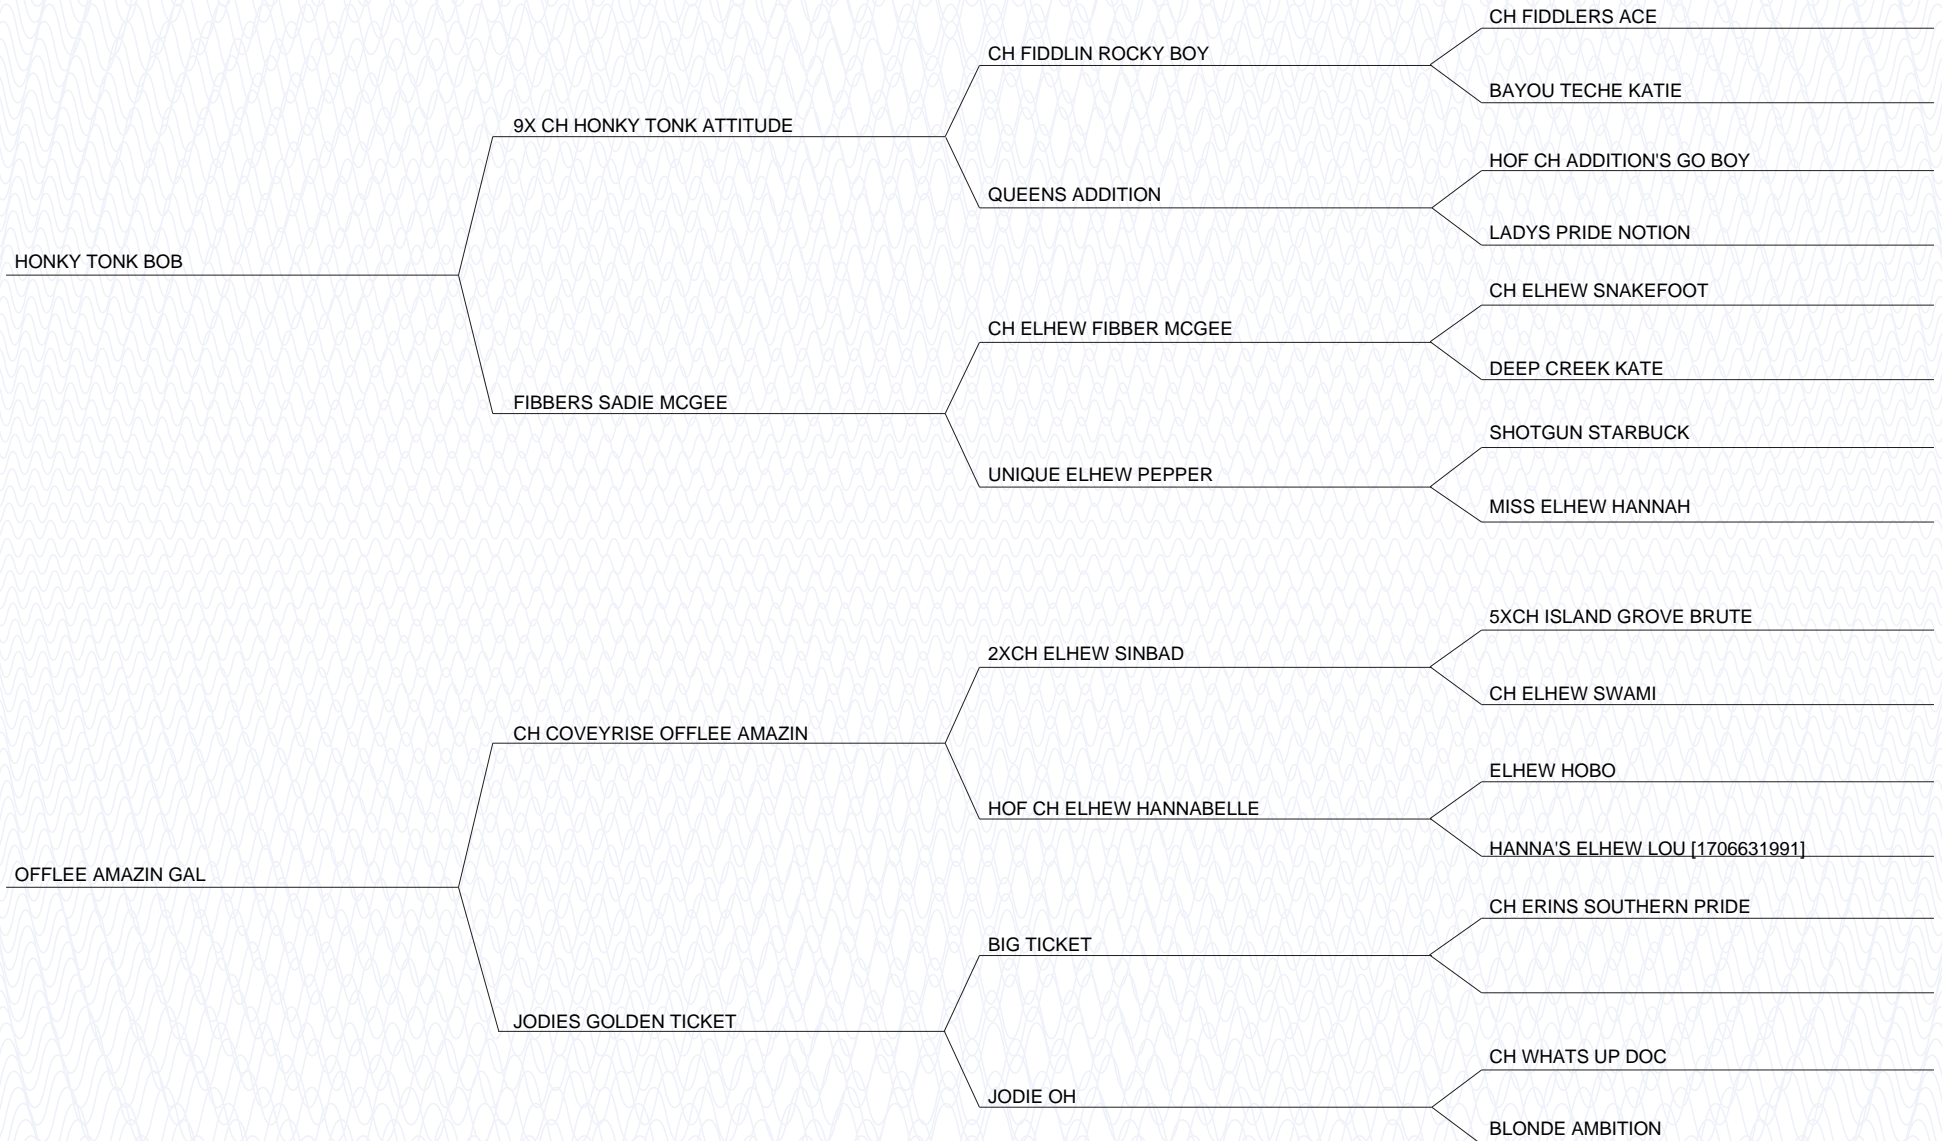 CH FIDDLERS ACE
CH FIDDLIN ROCKY BOY
BAYOU TECHE KATIE
9X CH HONKY TONK ATTITUDE
HOF CH ADDITION'S GO BOY
QUEENS ADDITION
LADYS PRIDE NOTION
HONKY TONK BOB
CH ELHEW SNAKEFOOT
CH ELHEW FIBBER MCGEE
DEEP CREEK KATE
FIBBERS SADIE MCGEE
SHOTGUN STARBUCK
UNIQUE ELHEW PEPPER
MISS ELHEW HANNAH
5XCH ISLAND GROVE BRUTE
2XCH ELHEW SINBAD
CH ELHEW SWAMI
CH COVEYRISE OFFLEE AMAZIN
ELHEW HOBO
HOF CH ELHEW HANNABELLE
HANNA'S ELHEW LOU [1706631991]
OFFLEE AMAZIN GAL
CH ERINS SOUTHERN PRIDE
BIG TICKET
JODIES GOLDEN TICKET
CH WHATS UP DOC
JODIE OH
BLONDE AMBITION